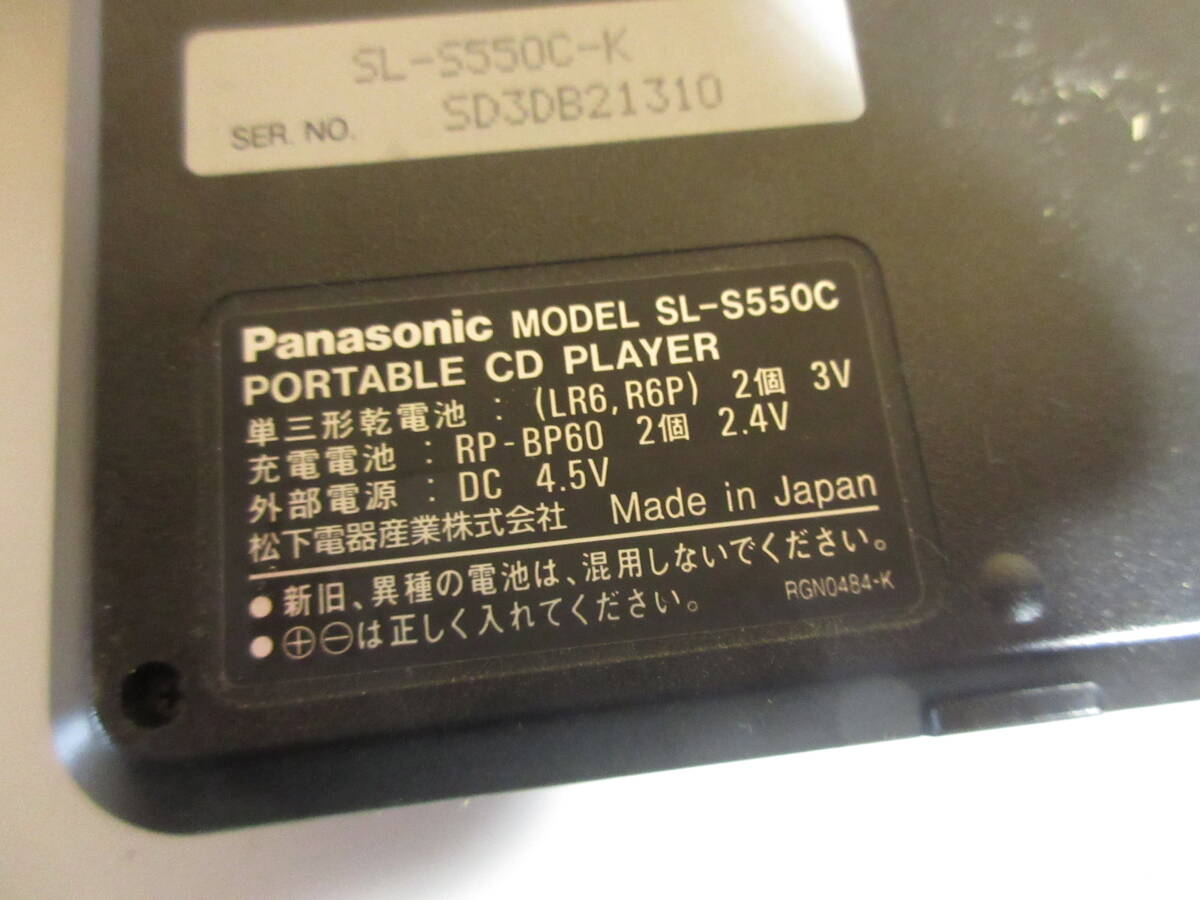 SL-S550C-K
SER. NO. SD3DB21310
Panasonic MODEL SL-S550C
PORTABLE CD PLAYER
単三形乾電池 : (LR6, R6P) 2個 3V
充電電池 : RP-BP60 2個 2.4V
外部電源 : DC 4.5V
松下電器産業株式会社 Made in Japan
● 新旧、異種の電池は、混用しないでください。
● ⊕⊖は正しく入れてください。 RGN0484-K